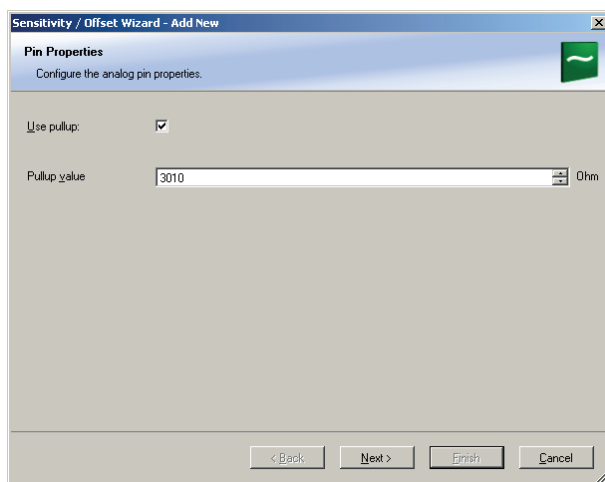 Sensitivity / Offset Wizard - Add New
Pin Properties
Configure the analog pin properties.
Use pullup:
Pullup value 3010 Ohm
< Back Next > Finish Cancel